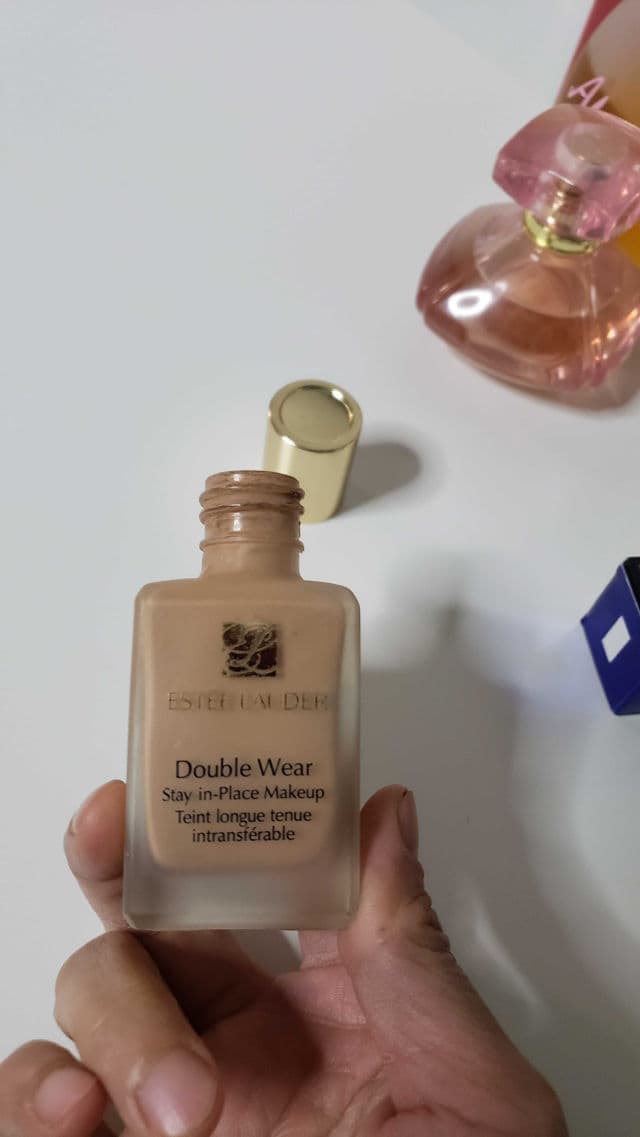 ESTEE LAUDER
Double Wear
Stay-in-Place Makeup
Teint longue tenue
intransférable